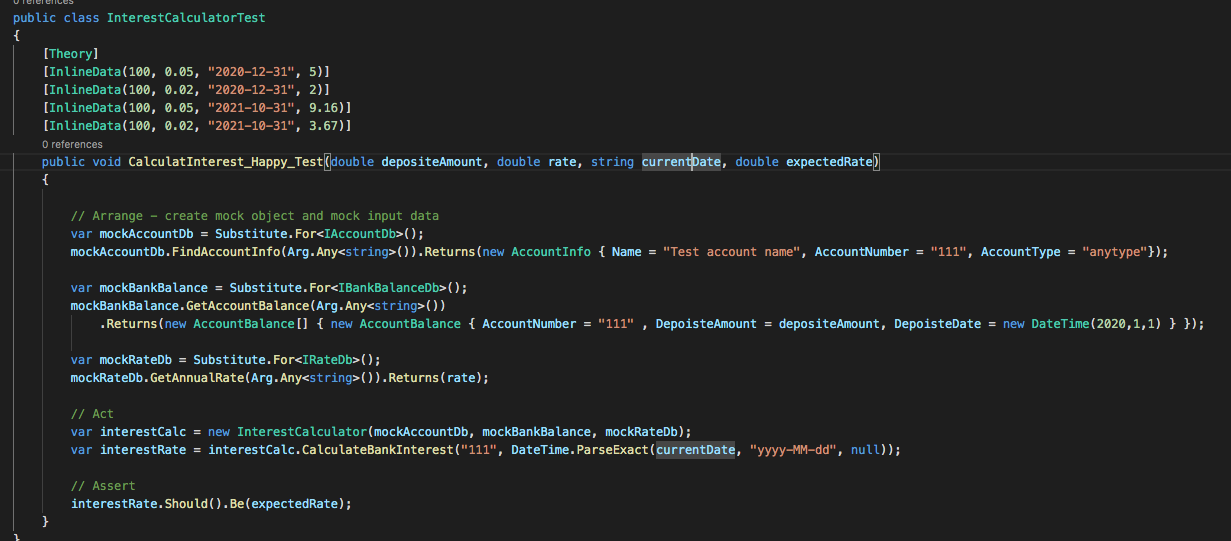 0 references
public class InterestCalculatorTest
{
[Theory]
[InlineData(100, 0.05, "2020-12-31", 5)]
[InlineData(100, 0.02, "2020-12-31", 2)]
[InlineData(100, 0.05, "2021-10-31", 9.16)]
[InlineData(100, 0.02, "2021-10-31", 3.67)]
0 references
public void CalculatInterest_Happy_Test(double depositeAmount, double rate, string currentDate, double expectedRate)
{
// Arrange – create mock object and mock input data
var mockAccountDb = Substitute.For<IAccountDb>();
mockAccountDb.FindAccountInfo(Arg.Any<string>()).Returns(new AccountInfo { Name = "Test account name", AccountNumber = "111", AccountType = "anytype"});
var mockBankBalance = Substitute.For<IBankBalanceDb>();
mockBankBalance.GetAccountBalance(Arg.Any<string>())
.Returns(new AccountBalance[] { new AccountBalance { AccountNumber = "111" , DepoisteAmount = depositeAmount, DepoisteDate = new DateTime(2020,1,1) } });
var mockRateDb = Substitute.For<IRateDb>();
mockRateDb.GetAnnualRate(Arg.Any<string>()).Returns(rate);
// Act
var interestCalc = new InterestCalculator(mockAccountDb, mockBankBalance, mockRateDb);
var interestRate = interestCalc.CalculateBankInterest("111", DateTime.ParseExact(currentDate, "yyyy-MM-dd", null));
// Assert
interestRate.Should().Be(expectedRate);
}
}